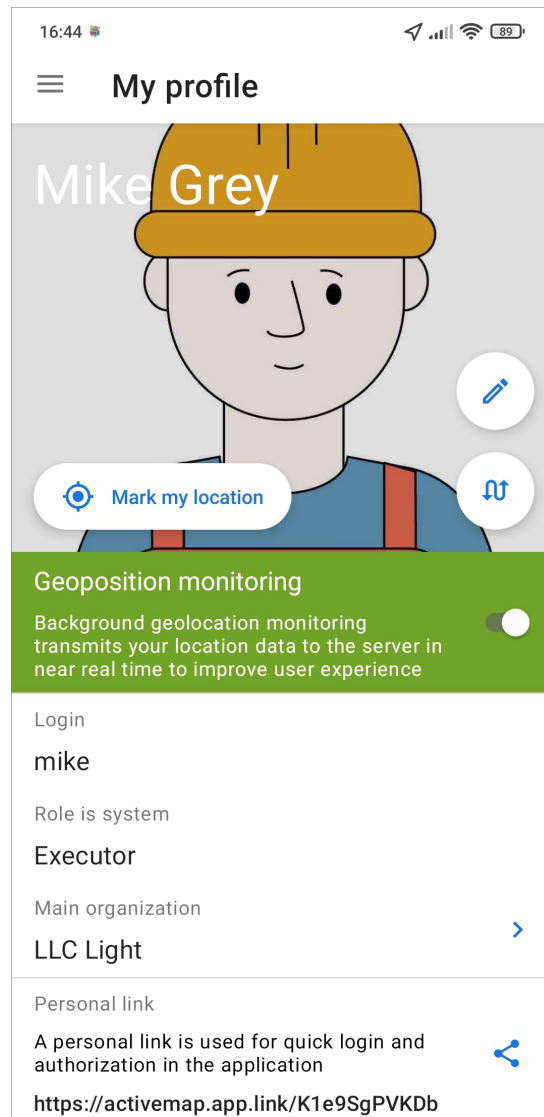 16:44
89
My profile
Mike Grey
Mark my location
Geoposition monitoring
Background geolocation monitoring
transmits your location data to the server in
near real time to improve user experience
Login
mike
Role is system
Executor
Main organization
LLC Light
Personal link
A personal link is used for quick login and
authorization in the application
https://activemap.app.link/K1e9SgPVKDb